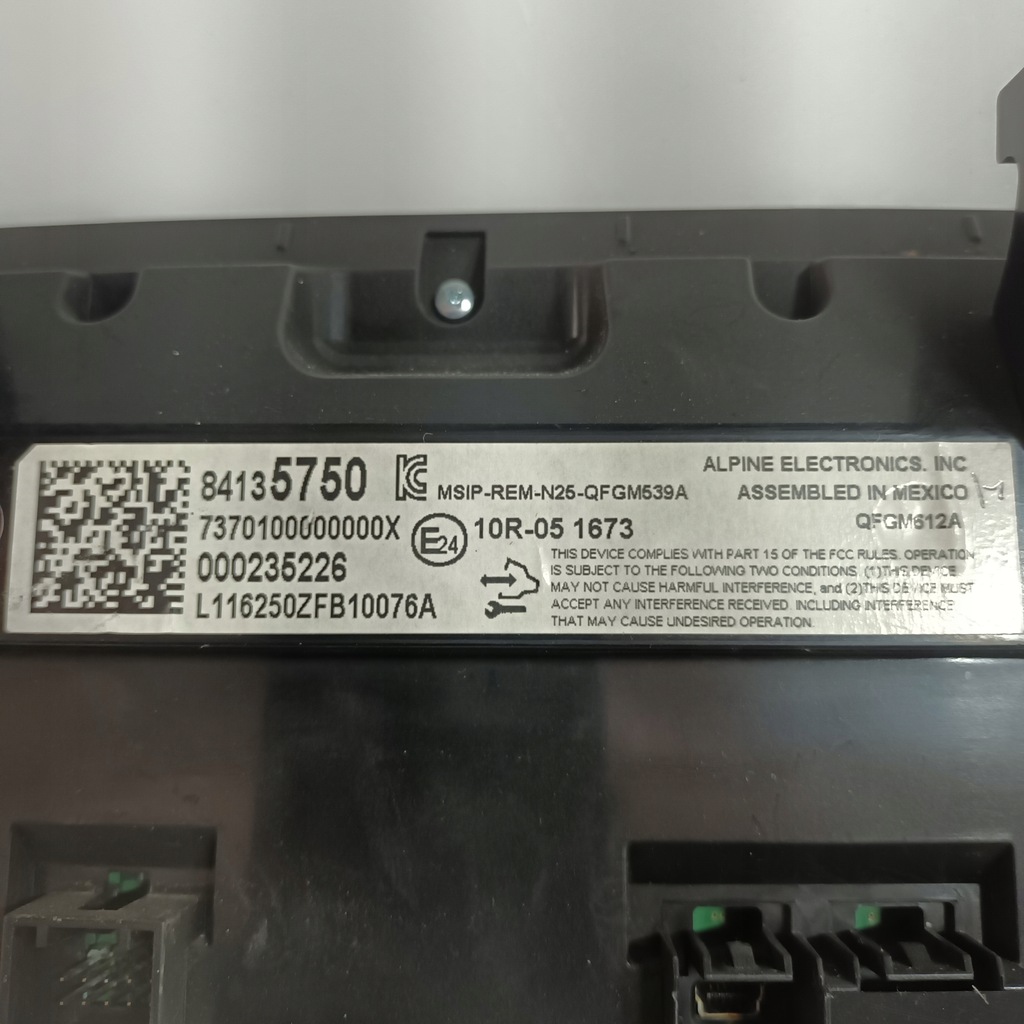 84135750
7370100000000X
000235226
L116250ZFB10076A
KC MSIP-REM-N25-QFGM539A
E24 10R-05 1673
ALPINE ELECTRONICS. INC
ASSEMBLED IN MEXICO
QFGM612A
THIS DEVICE COMPLIES WITH PART 15 OF THE FCC RULES. OPERATION
IS SUBJECT TO THE FOLLOWING TWO CONDITIONS. (1)THIS DEVICE
MAY NOT CAUSE HARMFUL INTERFERENCE, and (2)THIS DEVICE MUST
ACCEPT ANY INTERFERENCE RECEIVED. INCLUDING INTERFERENCE
THAT MAY CAUSE UNDESIRED OPERATION.